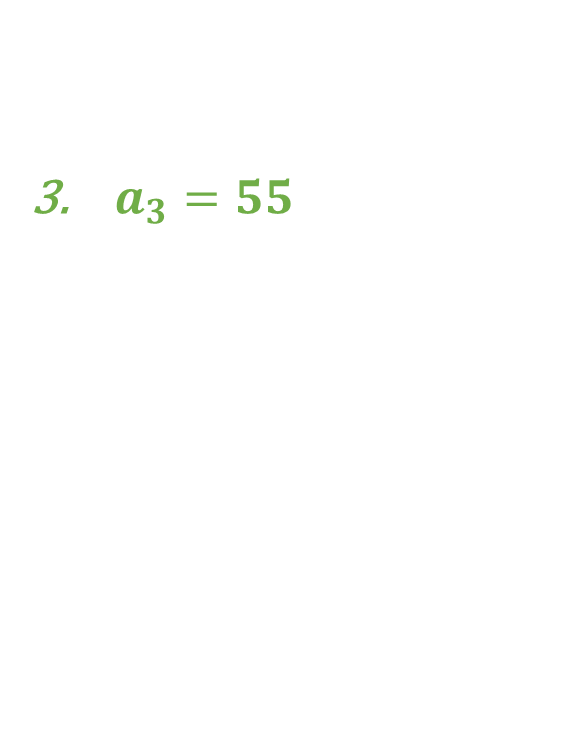 3. a₃ = 55